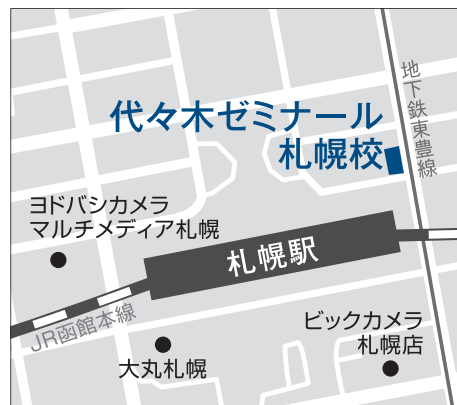 代々木ゼミナール
札幌校
地下鉄東豊線
ヨドバシカメラ
マルチメディア札幌
札幌駅
JR函館本線
ビックカメラ
札幌店
大丸札幌